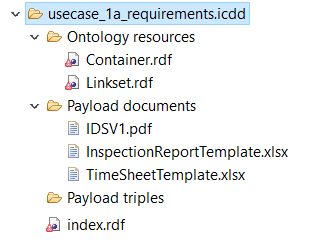 usecase_1a_requirements.icdd
Ontology resources
Container.rdf
Linkset.rdf
Payload documents
IDSV1.pdf
InspectionReportTemplate.xlsx
TimeSheetTemplate.xlsx
Payload triples
index.rdf